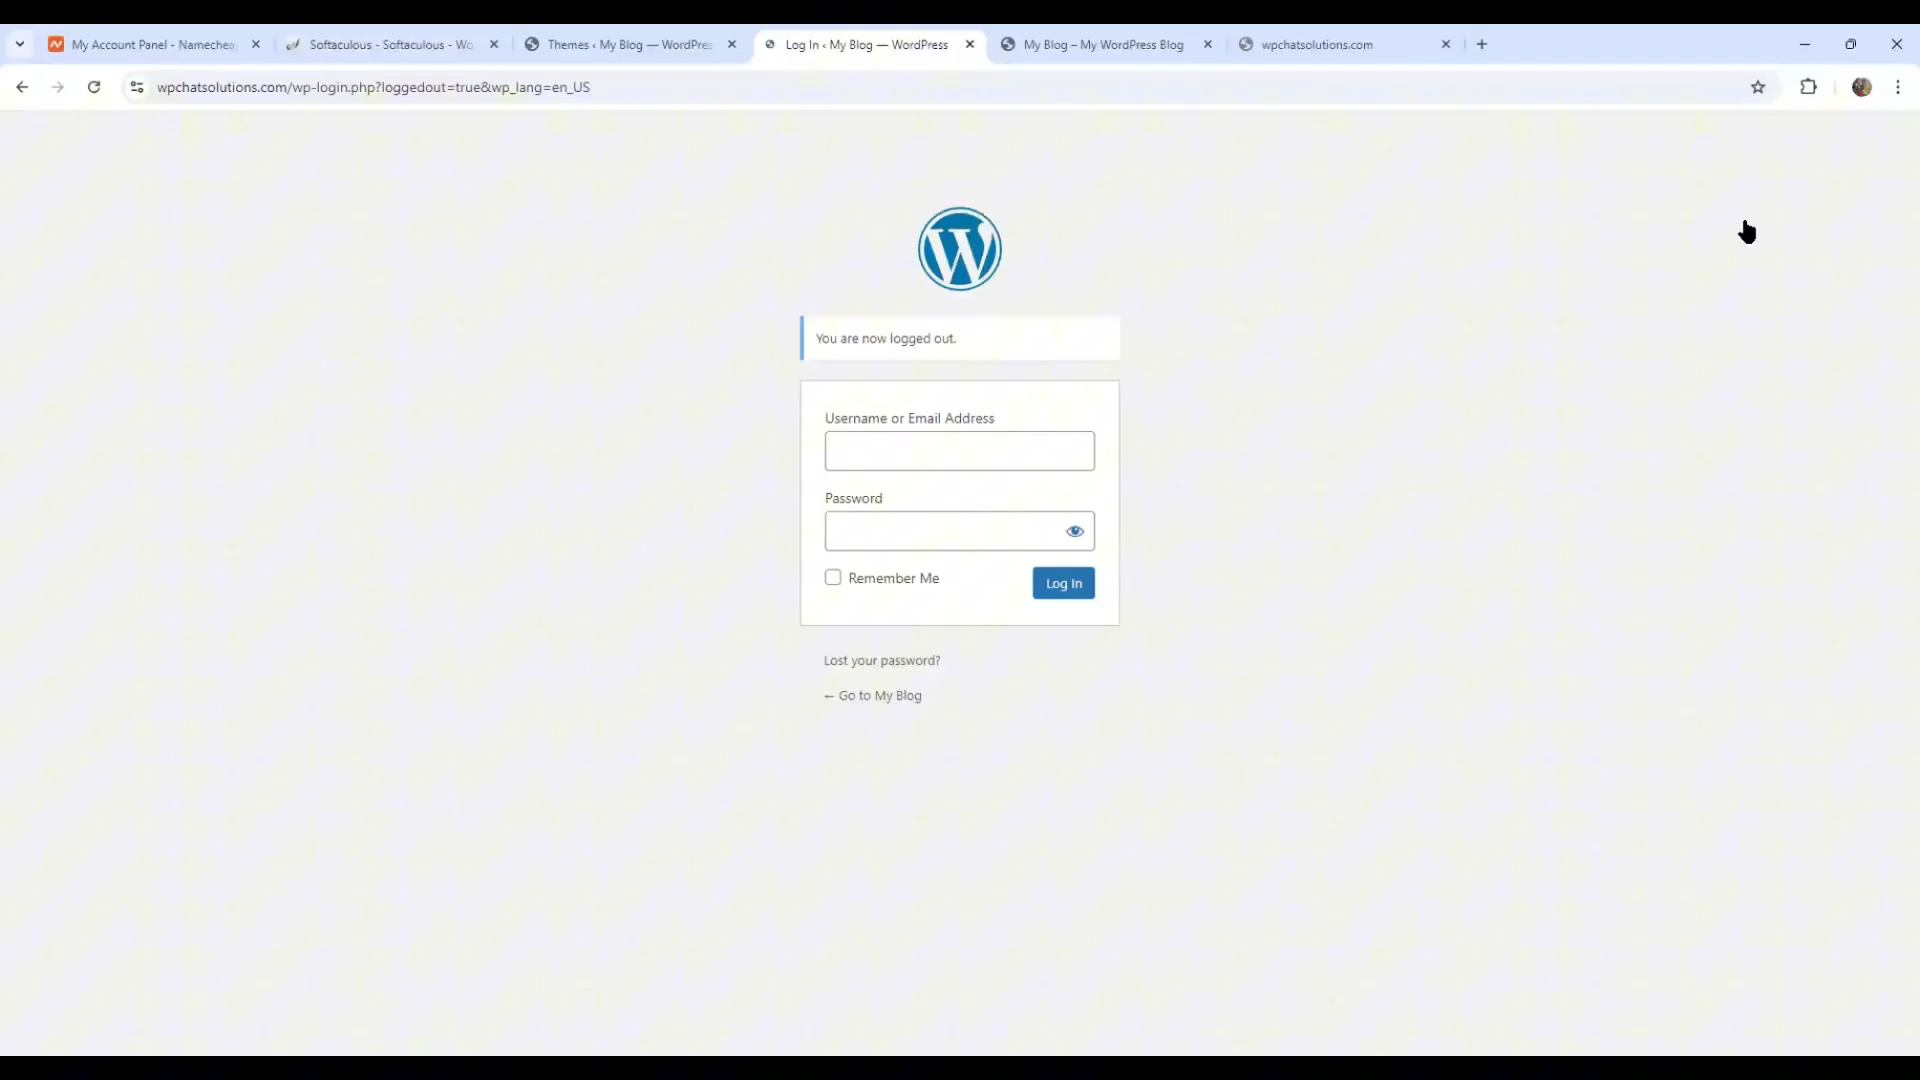 My Account Panel - Namechea
Softaculous - Softaculous - Wo
Themes ‹ My Blog — WordPres
Log In ‹ My Blog — WordPress
My Blog – My WordPress Blog
wpchatsolutions.com
wpchatsolutions.com/wp-login.php?loggedout=true&wp_lang=en_US
You are now logged out.
Username or Email Address
Password
Remember Me
Log In
Lost your password?
← Go to My Blog